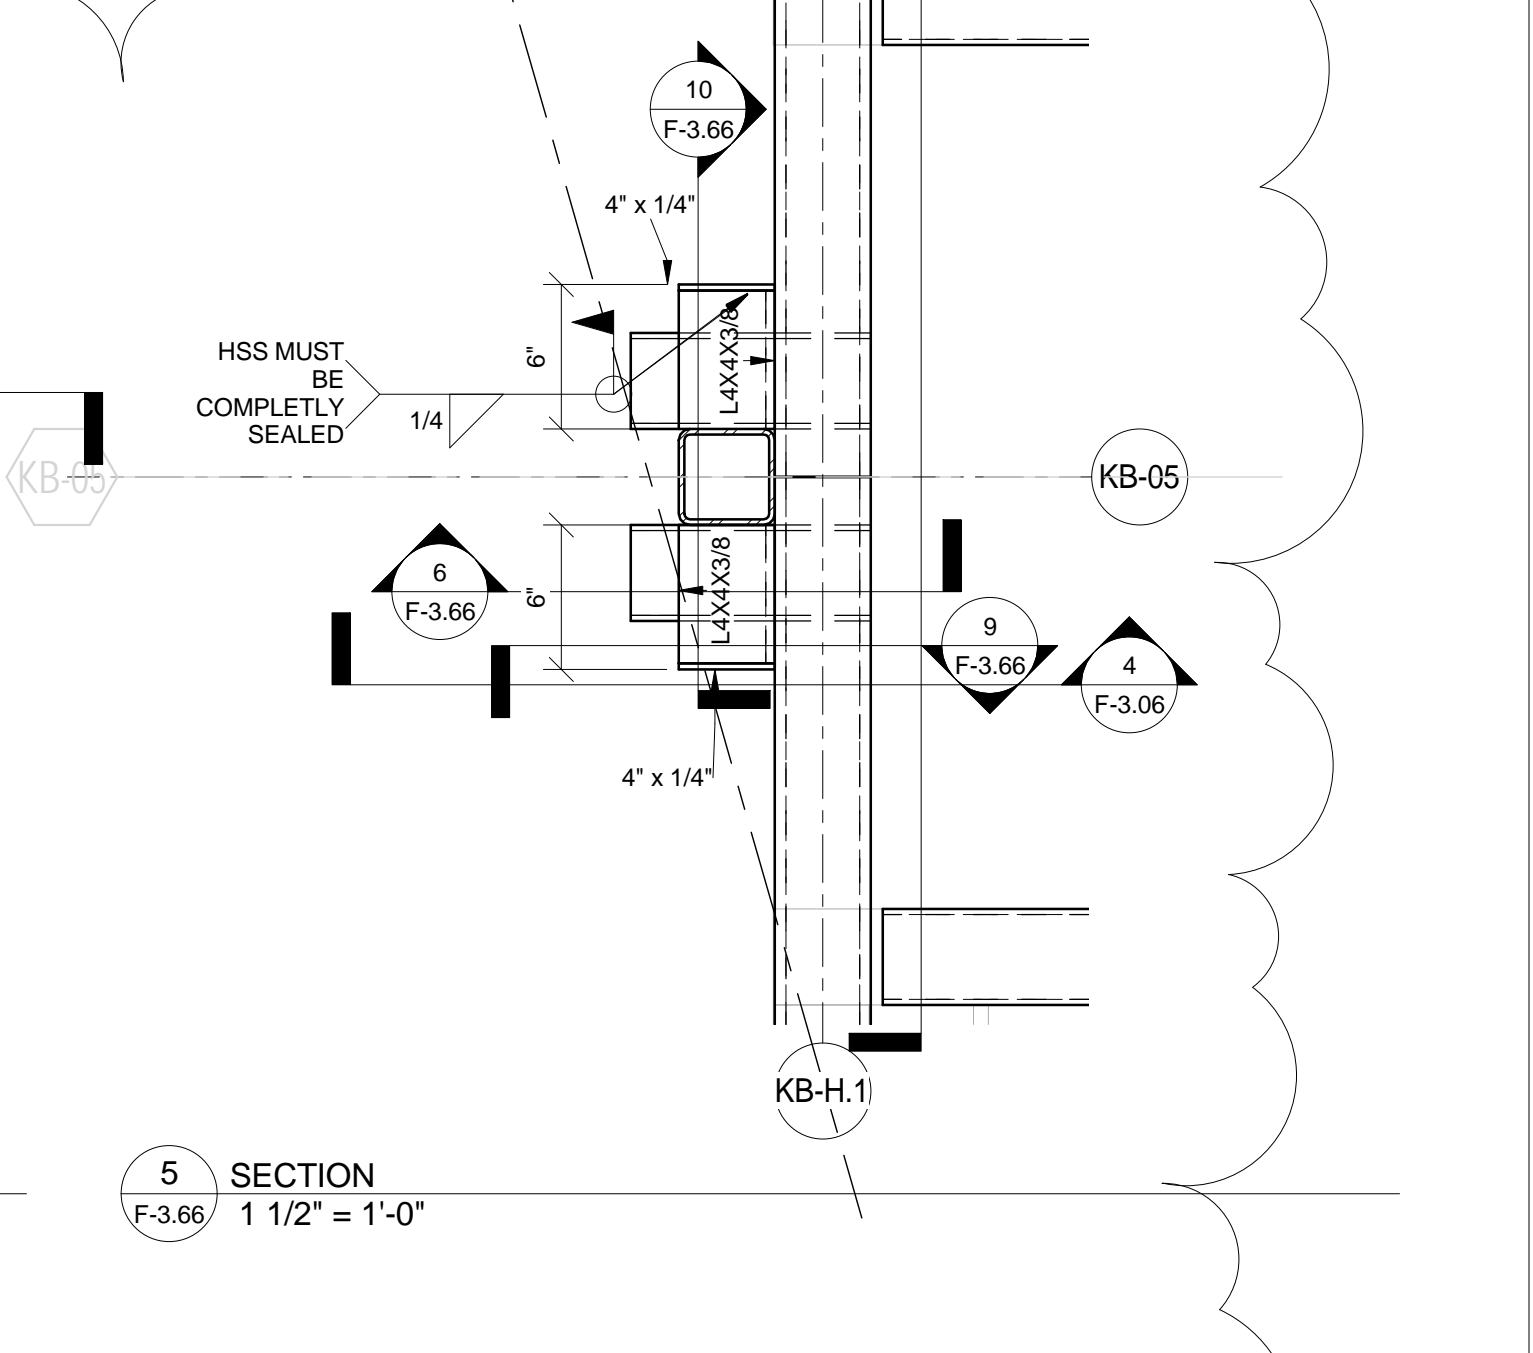 10
F-3.66
4" x 1/4"
6"
L4X4X3/8
HSS MUST
BE
COMPLETLY
SEALED
1/4
KB-05
KB-05
6
F-3.66
6"
L4X4X3/8
9
F-3.66
4
F-3.06
4" x 1/4"
KB-H.1
5
F-3.66
SECTION
1 1/2" = 1'-0"